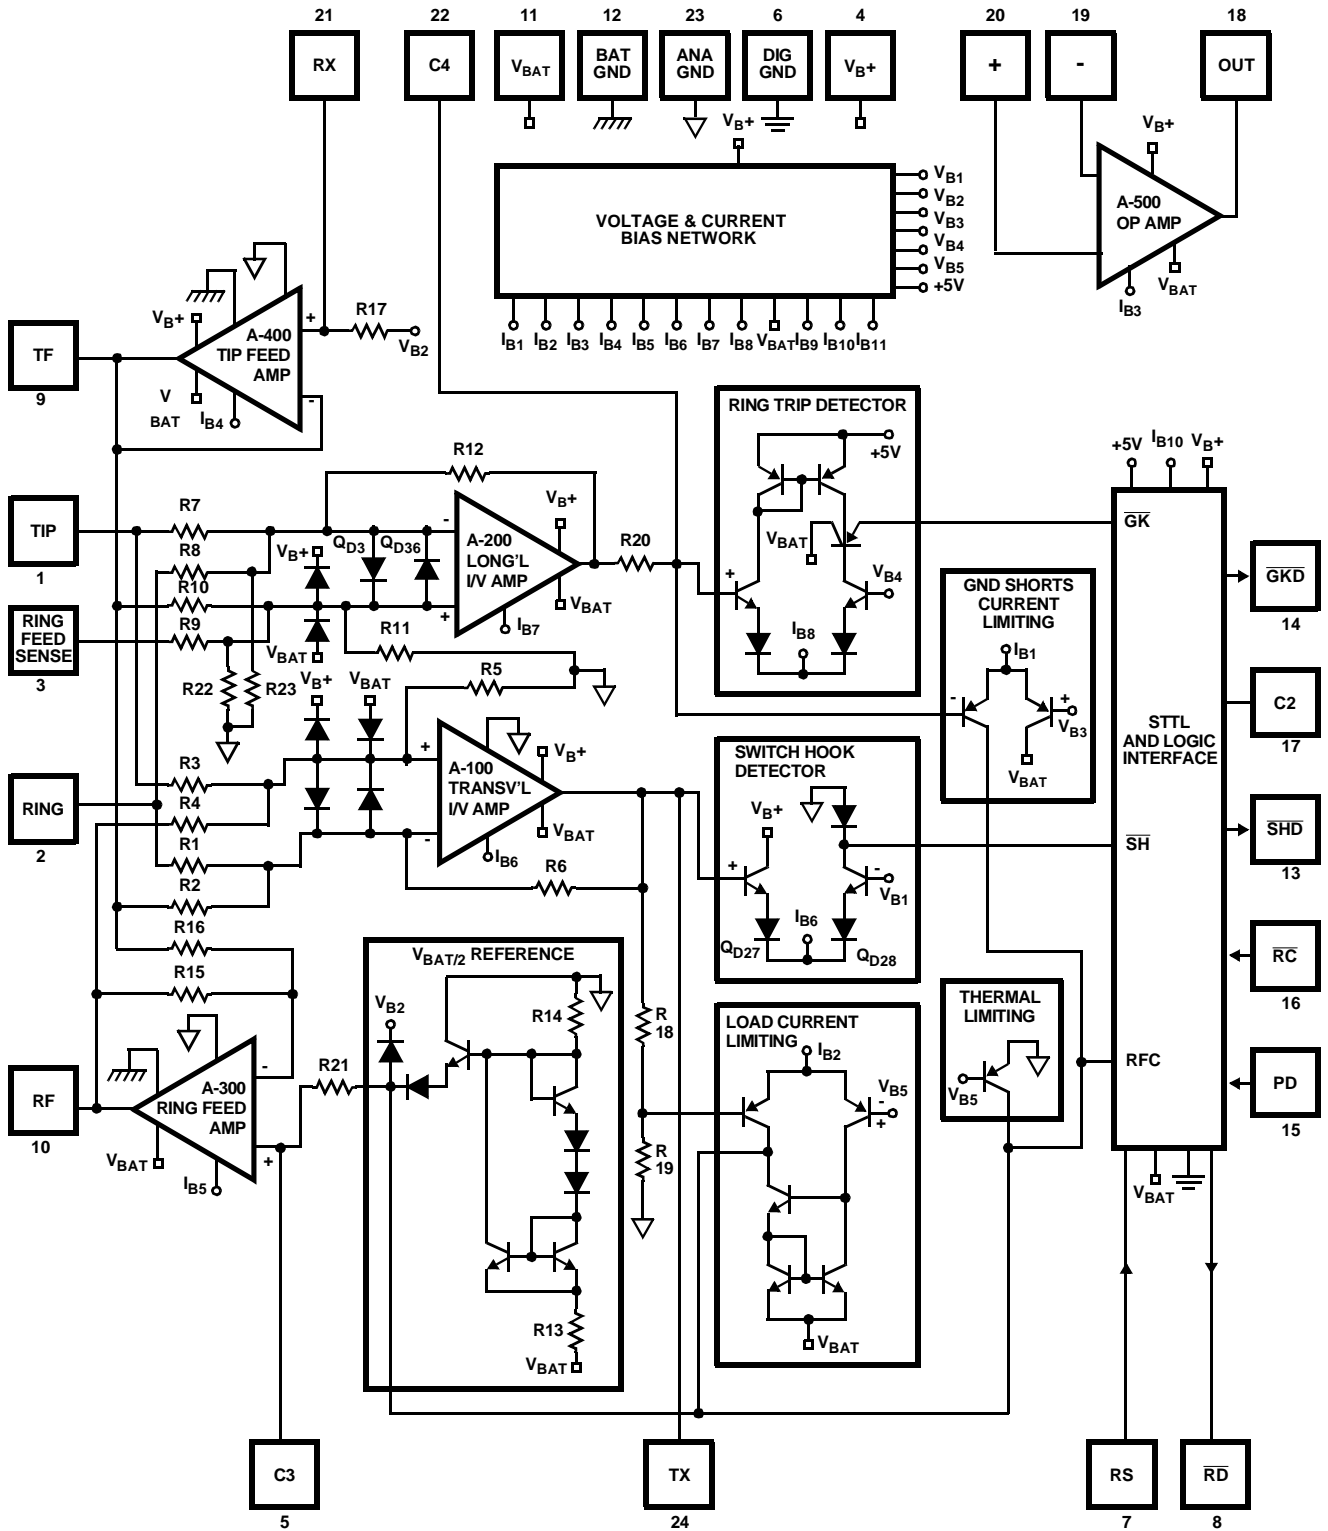 21
22
11
12
23
6
4
20
19
18
RX
C4
VBAT
BAT
GND
ANA
GND
DIG
GND
VB+
+
-
OUT
VB+
VOLTAGE & CURRENT
BIAS NETWORK
VB1
VB2
VB3
VB4
VB5
+5V
IB1
IB2
IB3
IB4
IB5
IB6
IB7
IB8
VBAT
IB9
IB10
IB11
VB+
A-500
OP AMP
VBAT
IB3
TF
9
VB+
A-400
TIP FEED
AMP
+
-
V
BAT
IB4
R17
VB2
TIP
1
R7
R8
R10
R9
RING
FEED
SENSE
3
R22
R23
R12
VB+
QD3
QD36
VBAT
-
+
A-200
LONG'L
I/V AMP
VB+
VBAT
IB7
R20
R11
R5
VB+
VBAT
RING
2
R3
R4
R1
R2
R16
R15
+
-
A-100
TRANSV'L
I/V AMP
VB+
VBAT
IB6
R6
RING TRIP DETECTOR
+5V
VBAT
+
VB4
IB8
GND SHORTS
CURRENT
LIMITING
IB1
-
+
VB3
VBAT
SWITCH HOOK
DETECTOR
VB+
+
-
VB1
IB6
QD27
QD28
+5V
IB10
VB+
GK
STTL
AND LOGIC
INTERFACE
SH
RFC
VBAT
GKD
14
C2
17
SHD
13
RC
16
PD
15
RF
10
A-300
RING FEED
AMP
-
+
VBAT
IB5
R21
VBAT/2 REFERENCE
VB2
R14
R13
VBAT
R
18
R
19
LOAD CURRENT
LIMITING
IB2
VB5
-
+
VBAT
THERMAL
LIMITING
VB5
C3
5
TX
24
RS
7
RD
8